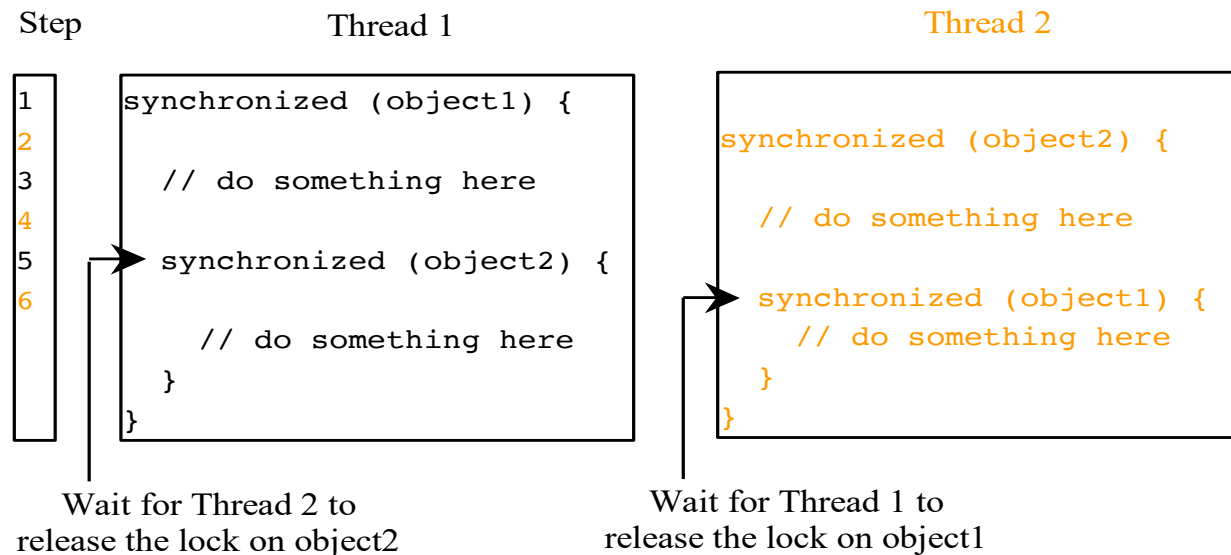 Step
Thread 1
Thread 2
1
synchronized (object1) {
2
synchronized (object2) {
3
// do something here
4
// do something here
5
synchronized (object2) {
6
synchronized (object1) {
// do something here
// do something here
}
}
}
}
Wait for Thread 2 to
release the lock on object2
Wait for Thread 1 to
release the lock on object1